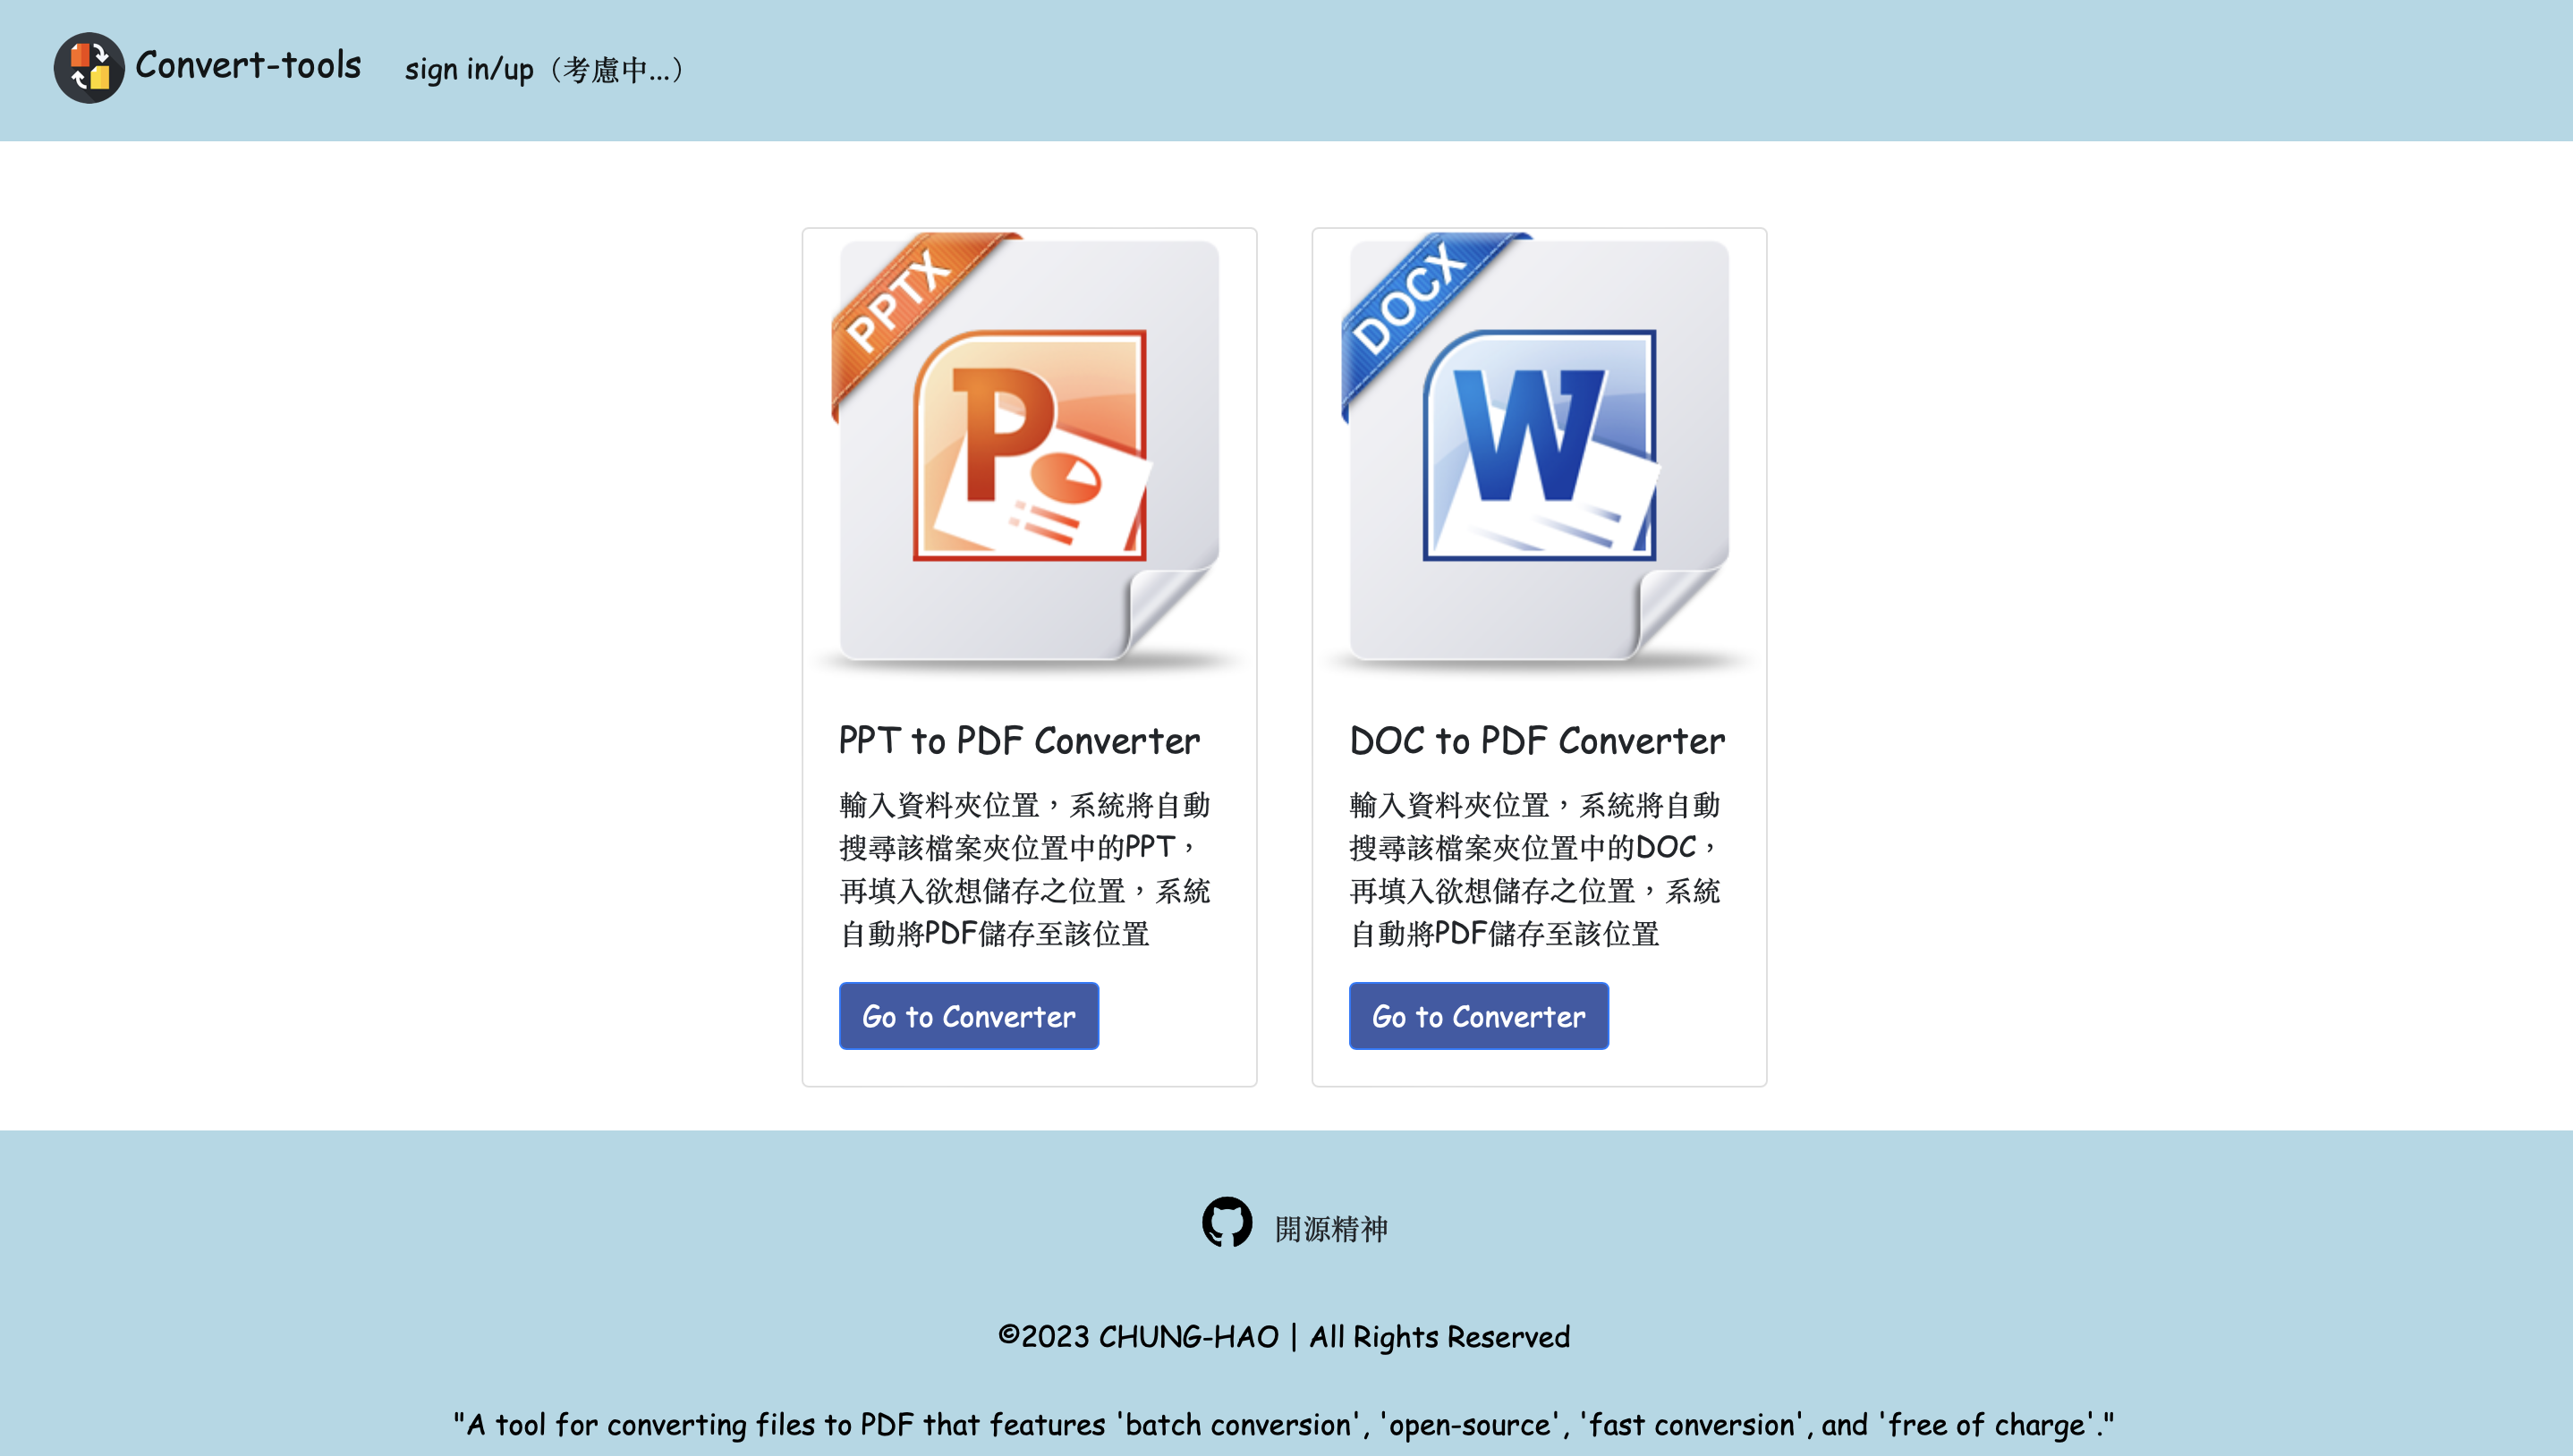 Convert-tools
sign in/up（考慮中...）
PPTX
PPT to PDF Converter
輸入資料夾位置，系統將自動
搜尋該檔案夾位置中的PPT，
再填入欲想儲存之位置，系統
自動將PDF儲存至該位置
Go to Converter
DOCX
DOC to PDF Converter
輸入資料夾位置，系統將自動
搜尋該檔案夾位置中的DOC，
再填入欲想儲存之位置，系統
自動將PDF儲存至該位置
Go to Converter
開源精神
©2023 CHUNG-HAO | All Rights Reserved
"A tool for converting files to PDF that features 'batch conversion', 'open-source', 'fast conversion', and 'free of charge'."